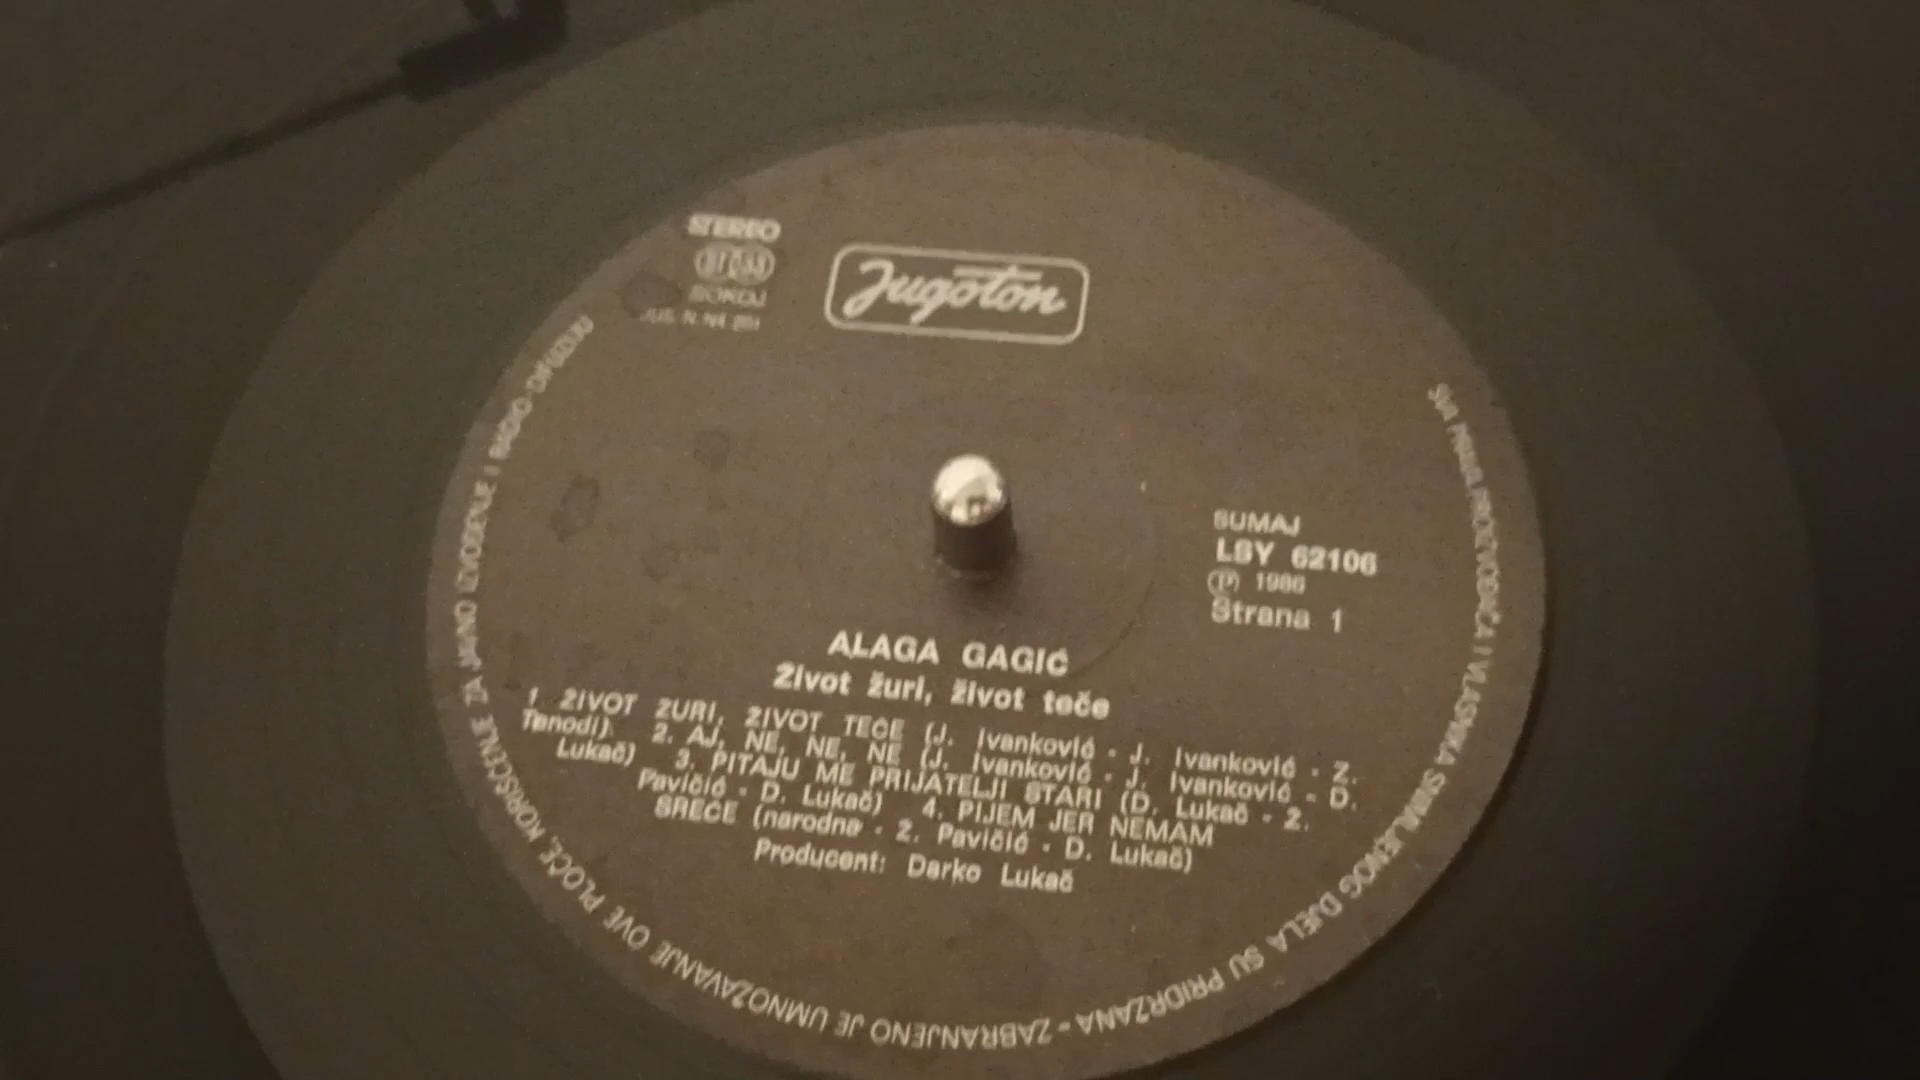 STEREO
SOKOJ
Jugoton
SUMAJ
LSY 62106
Ⓟ 1986
Strana 1
ALAGA GAGIĆ
Život žuri, život teče
1. ŽIVOT ŽURI, ŽIVOT TEČE (J. Ivanković - J. Ivanković - Z.
Tanodi) 2. AJ, NE, NE, NE (J. Ivanković - J. Ivanković - D.
Lukač) 3. PITAJU ME PRIJATELJI STARI (D. Lukač - Ž.
Pavičić - D. Lukač) 4. PIJEM JER NEMAM
SREĆE (narodna - Ž. Pavičić - D. Lukač)
Producent: Darko Lukač
SVA PRAVA PROIZVOĐAČA I VLASNIKA SNIMLJENOG DJELA SU PRIDRŽANA - ZABRANJENO JE UMNOŽAVANJE OVE PLOČE, KORIŠĆENJE ZA JAVNO IZVOĐENJE I RADIO-DIFUZIJU